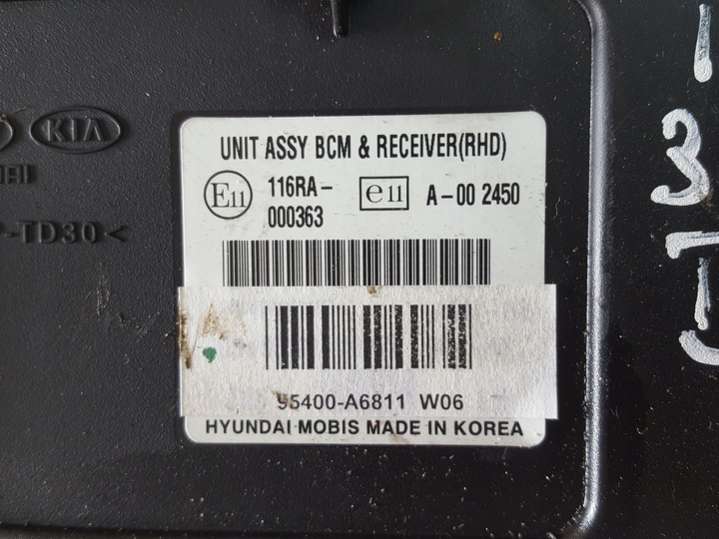 KIA
UNIT ASSY BCM & RECEIVER(RHD)
E11 116RA-
000363
e11 A-00 2450
95400-A6811 W06
HYUNDAI MOBIS MADE IN KOREA
-TD30<